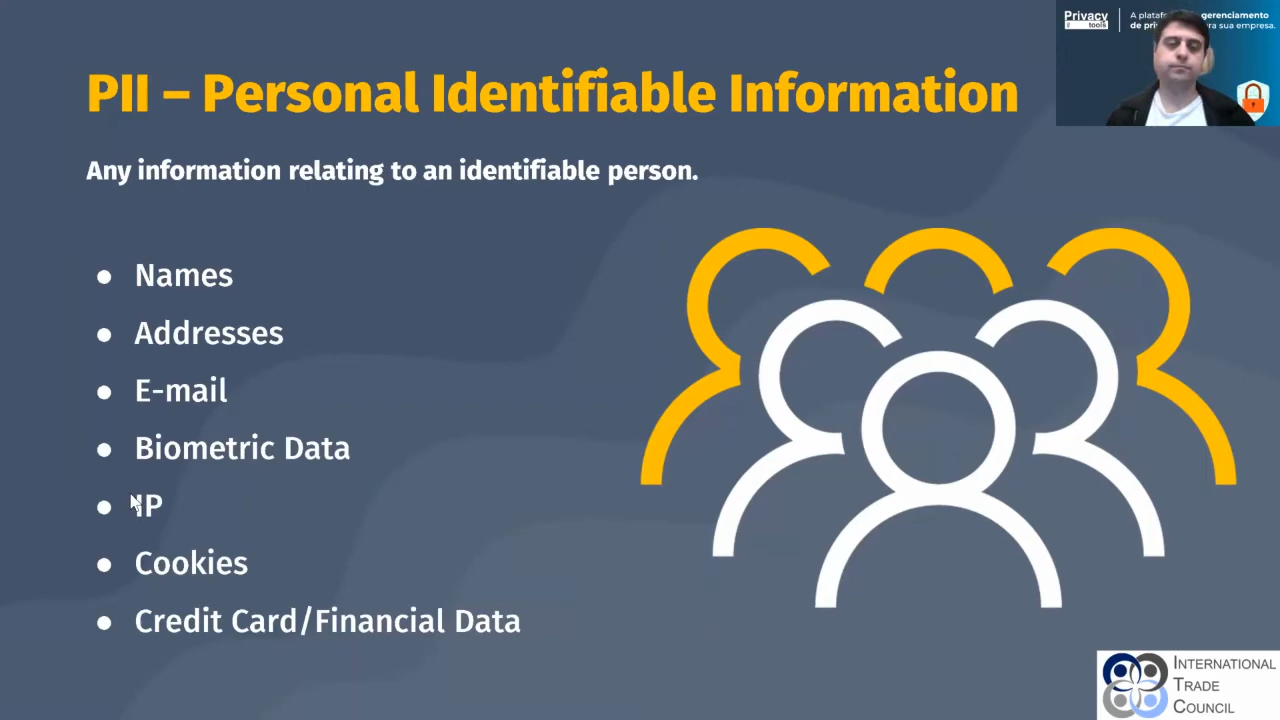 PII – Personal Identifiable Information
Any information relating to an identifiable person.
● Names
● Addresses
● E-mail
● Biometric Data
● IP
● Cookies
● Credit Card/Financial Data
Privacy
tools
gerenciamento
sua empresa.
INTERNATIONAL
TRADE
COUNCIL